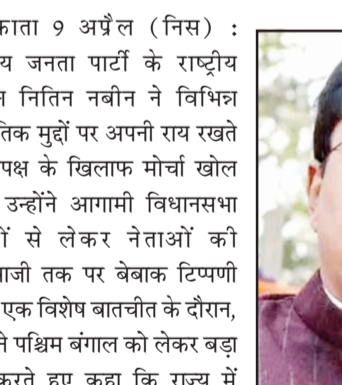 काता 9 अप्रैल (निस) :
य जनता पार्टी के राष्ट्रीय
नितिन नबीन ने विभिन्न
तिक मुद्दों पर अपनी राय रखते
पक्ष के खिलाफ मोर्चा खोल
उन्होंने आगामी विधानसभा
से लेकर नेताओं की
बाजी तक पर बेबाक टिप्पणी
एक विशेष बातचीत के दौरान,
ने पश्चिम बंगाल को लेकर बड़ा
करते हुए कहा कि राज्य में